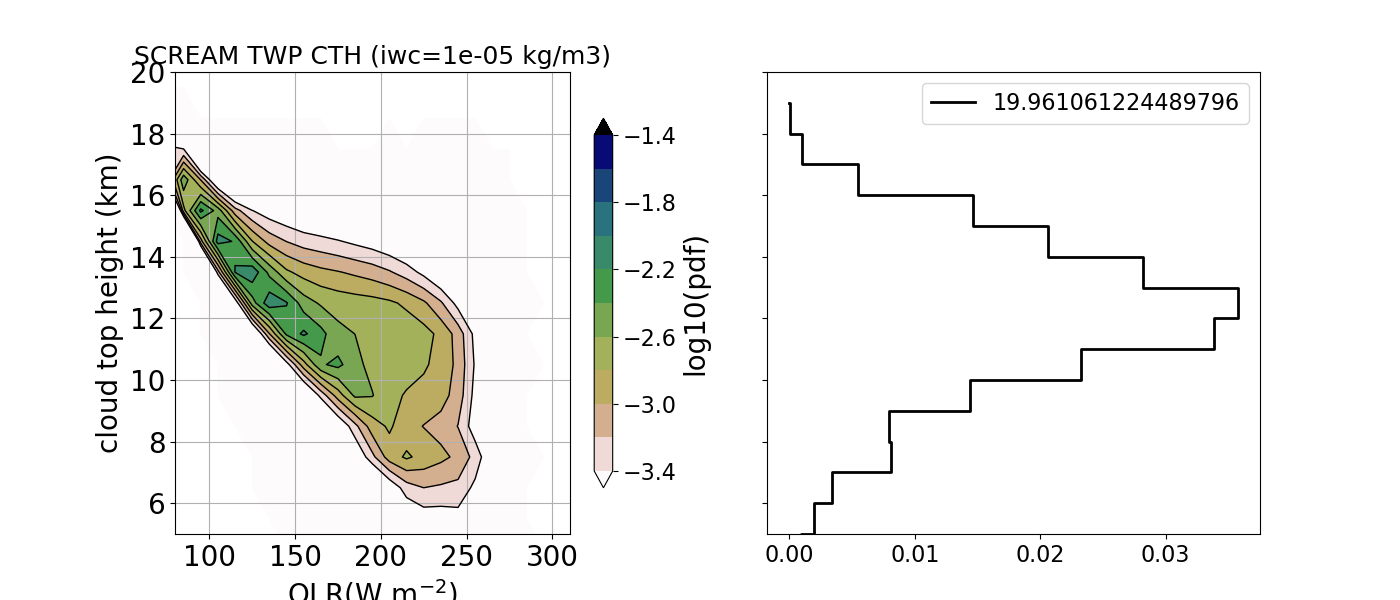 SCREAM TWP CTH (iwc=1e-05 kg/m3)
cloud top height (km)
20
18
16
14
12
10
8
6
100 150 200 250 300
OLR(W m−2)
−1.4
−1.8
−2.2
−2.6
−3.0
−3.4
log10(pdf)
19.961061224489796
0.00 0.01 0.02 0.03